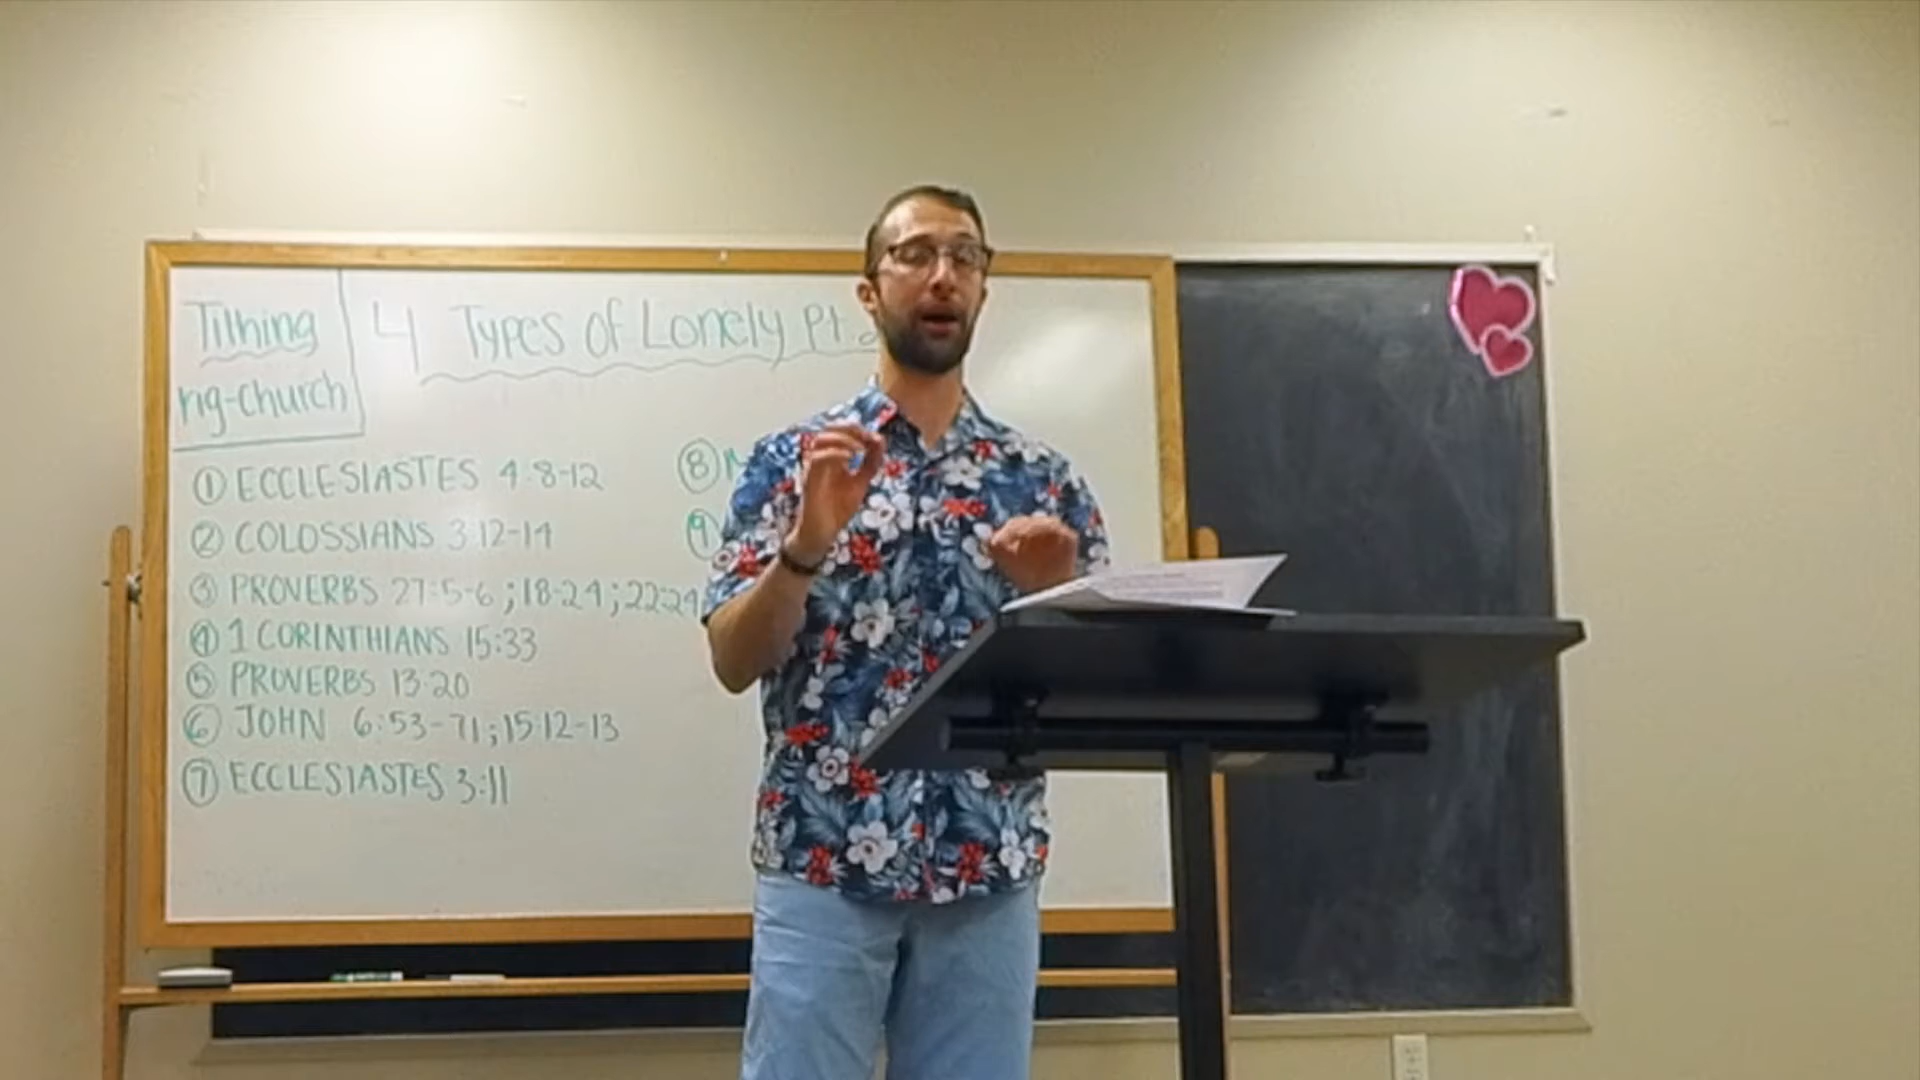 Tithing
ng-church
4 Types of Lonely Pt.
① ECCLESIASTES 4:8-12
② COLOSSIANS 3:12-14
③ PROVERBS 27:5-6 ; 18-24 ; 22:24
④ 1 CORINTHIANS 15:33
⑤ PROVERBS 13:20
⑥ JOHN 6:53-71; 15:12-13
⑦ ECCLESIASTES 3:11
⑧
⑨